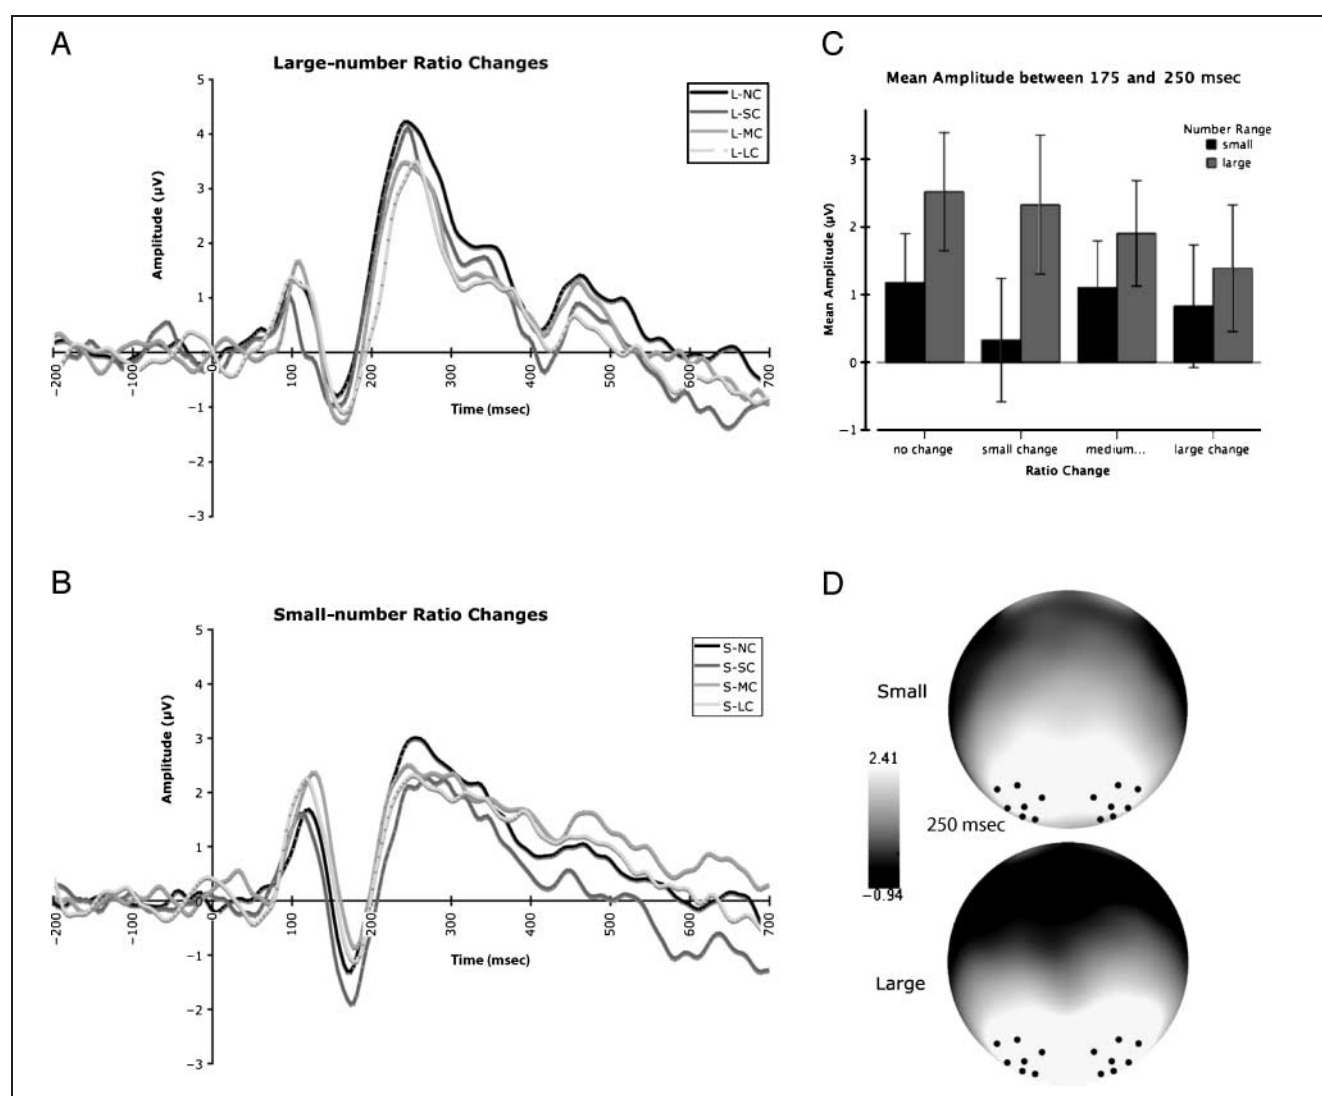 A
Large-number Ratio Changes
5
4
3
2
1
−1
−2
−3
Amplitude (µV)
L-NC
L-SC
L-MC
L-LC
-200
-100
0
100
200
300
400
500
600
700
Time (msec)
B
Small-number Ratio Changes
5
4
3
2
1
0
−1
−2
−3
Amplitude (µV)
S-NC
S-SC
S-MC
S-LC
-200
-100
0
100
200
300
400
500
600
700
Time (msec)
C
Mean Amplitude between 175 and 250 msec
Number Range
small
large
3
2
1
0
−1
Mean Amplitude (µV)
no change
small change
medium...
large change
Ratio Change
D
Small
2.41
250 msec
−0.94
Large